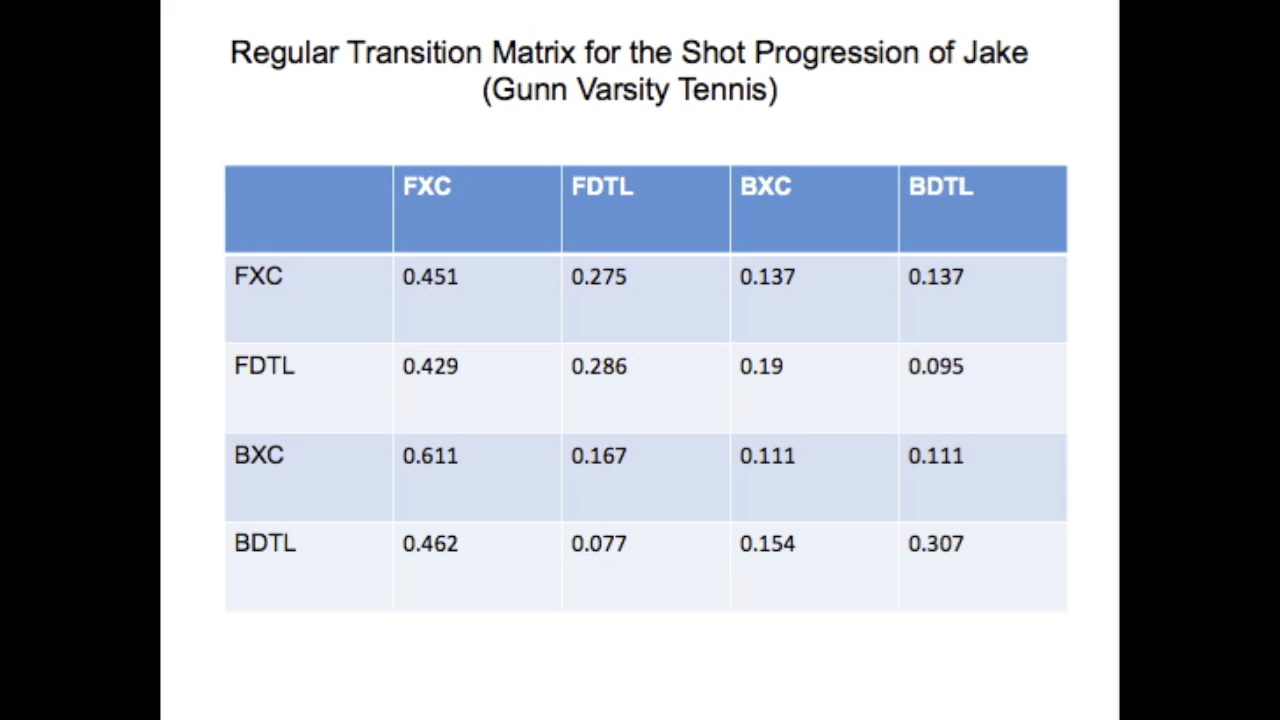 Regular Transition Matrix for the Shot Progression of Jake
(Gunn Varsity Tennis)
FXC FDTL BXC BDTL
FXC 0.451 0.275 0.137 0.137
FDTL 0.429 0.286 0.19 0.095
BXC 0.611 0.167 0.111 0.111
BDTL 0.462 0.077 0.154 0.307